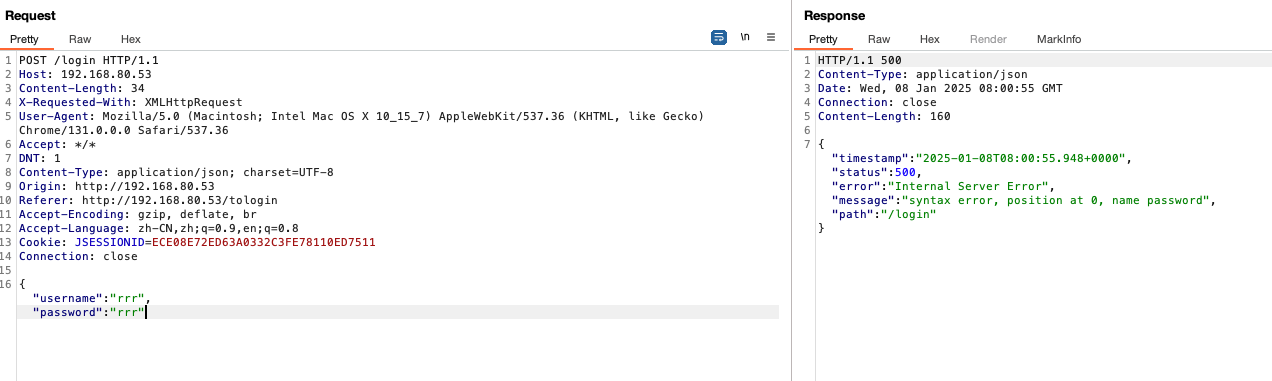 Request
Pretty Raw Hex
\n
1 POST /login HTTP/1.1
2 Host: 192.168.80.53
3 Content-Length: 34
4 X-Requested-With: XMLHttpRequest
5 User-Agent: Mozilla/5.0 (Macintosh; Intel Mac OS X 10_15_7) AppleWebKit/537.36 (KHTML, like Gecko)
Chrome/131.0.0.0 Safari/537.36
6 Accept: */*
7 DNT: 1
8 Content-Type: application/json; charset=UTF-8
9 Origin: http://192.168.80.53
10 Referer: http://192.168.80.53/tologin
11 Accept-Encoding: gzip, deflate, br
12 Accept-Language: zh-CN,zh;q=0.9,en;q=0.8
13 Cookie: JSESSIONID=ECE08E72ED63A0332C3FE78110ED7511
14 Connection: close
15
16 {
"username":"rrr",
"password":"rrr"
Response
Pretty Raw Hex Render MarkInfo
1 HTTP/1.1 500
2 Content-Type: application/json
3 Date: Wed, 08 Jan 2025 08:00:55 GMT
4 Connection: close
5 Content-Length: 160
6
7 {
"timestamp":"2025-01-08T08:00:55.948+0000",
"status":500,
"error":"Internal Server Error",
"message":"syntax error, position at 0, name password",
"path":"/login"
}